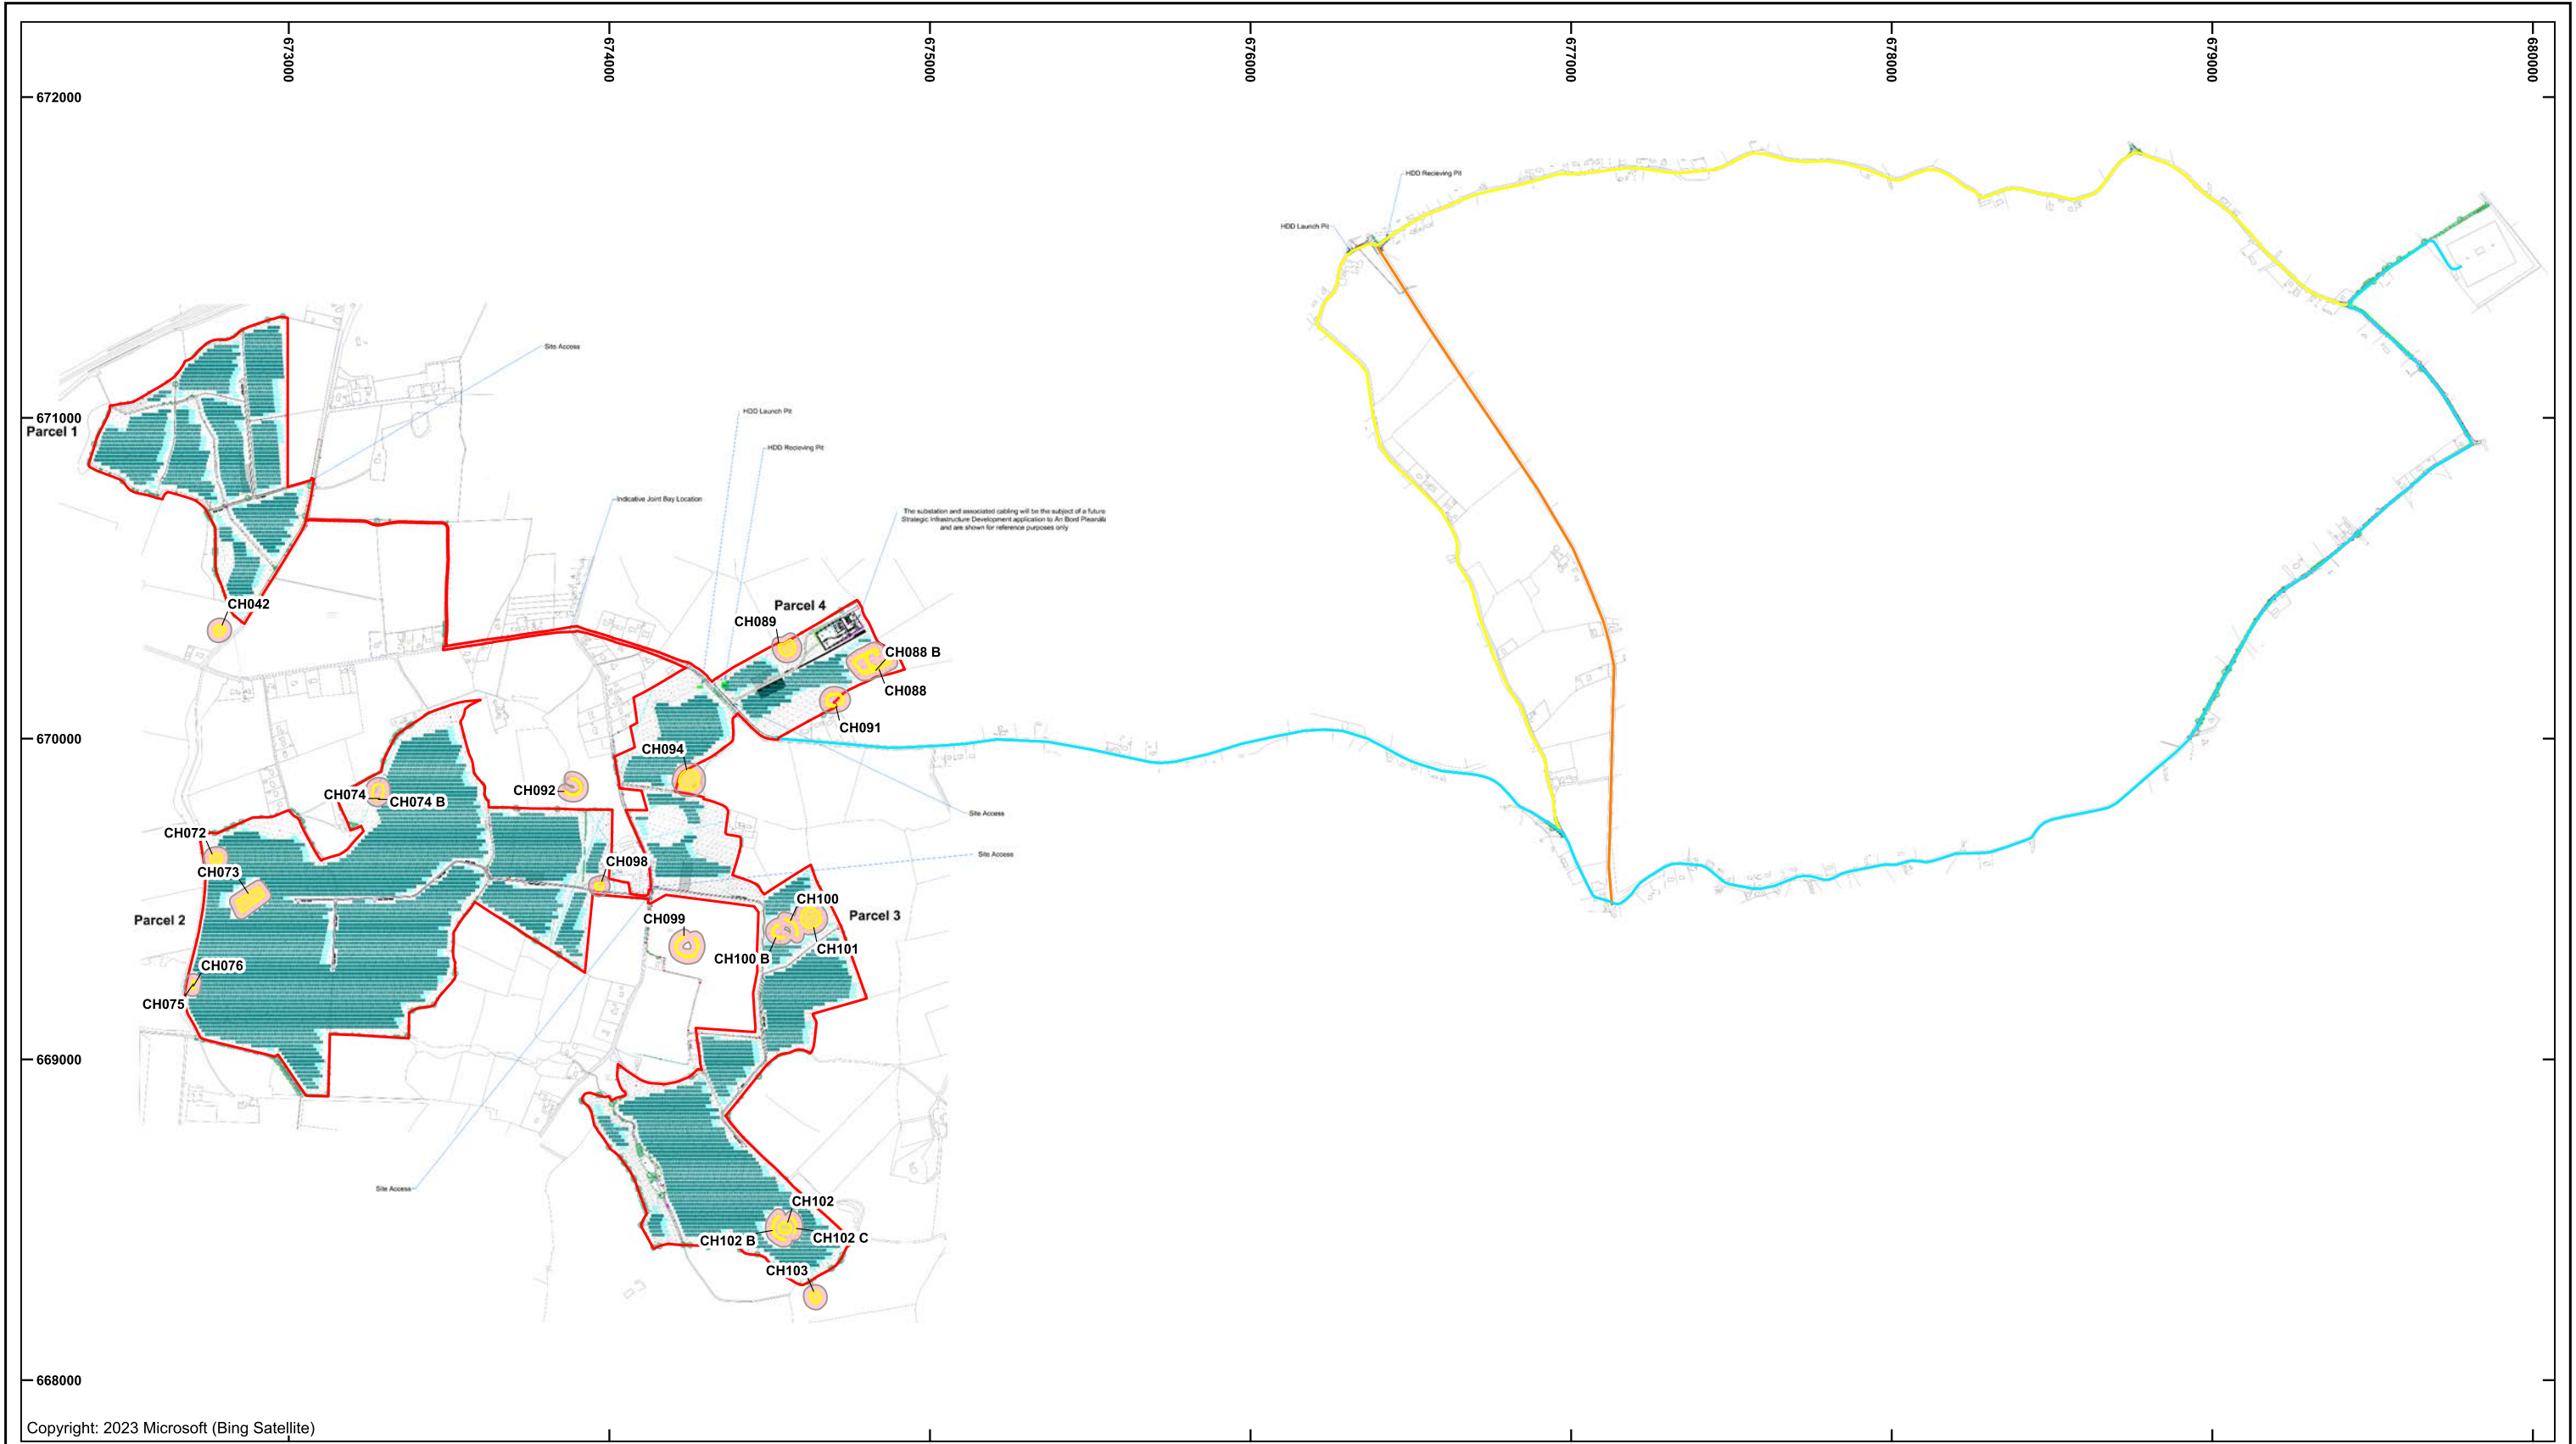 673000
674000
675000
676000
677000
678000
679000
680000
672000
HDD Recieving Pit
HDD Launch Pit
Site Access
HDD Launch Pit
671000
Parcel 1
HDD Recieving Pit
Indicative Joint Bay Location
The substation and associated cabling will be the subject of a future
Strategic Infrastructure Development application to An Bord Pleanála
and are shown for reference purposes only
CH042
Parcel 4
CH089
CH088 B
CH088
CH091
670000
CH094
CH092
CH074
CH074 B
Site Access
CH072
Site Access
CH098
CH073
CH100
Parcel 3
Parcel 2
CH099
CH101
CH100 B
CH076
CH075
669000
Site Access
CH102
CH102 C
CH102 B
CH103
668000
Copyright: 2023 Microsoft (Bing Satellite)